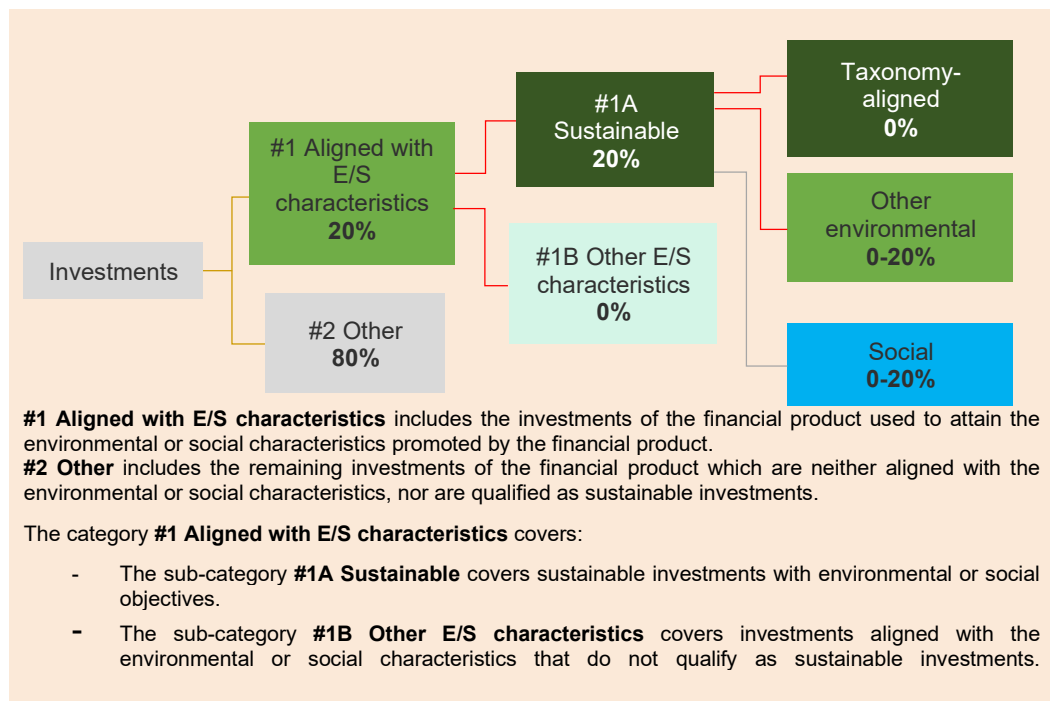 Investments
#1 Aligned with
E/S
characteristics
20%
#2 Other
80%
#1A
Sustainable
20%
#1B Other E/S
characteristics
0%
Taxonomy-
aligned
0%
Other
environmental
0-20%
Social
0-20%
#1 Aligned with E/S characteristics includes the investments of the financial product used to attain the
environmental or social characteristics promoted by the financial product.
#2 Other includes the remaining investments of the financial product which are neither aligned with the
environmental or social characteristics, nor are qualified as sustainable investments.
The category #1 Aligned with E/S characteristics covers:
- The sub-category #1A Sustainable covers sustainable investments with environmental or social
objectives.
- The sub-category #1B Other E/S characteristics covers investments aligned with the
environmental or social characteristics that do not qualify as sustainable investments.